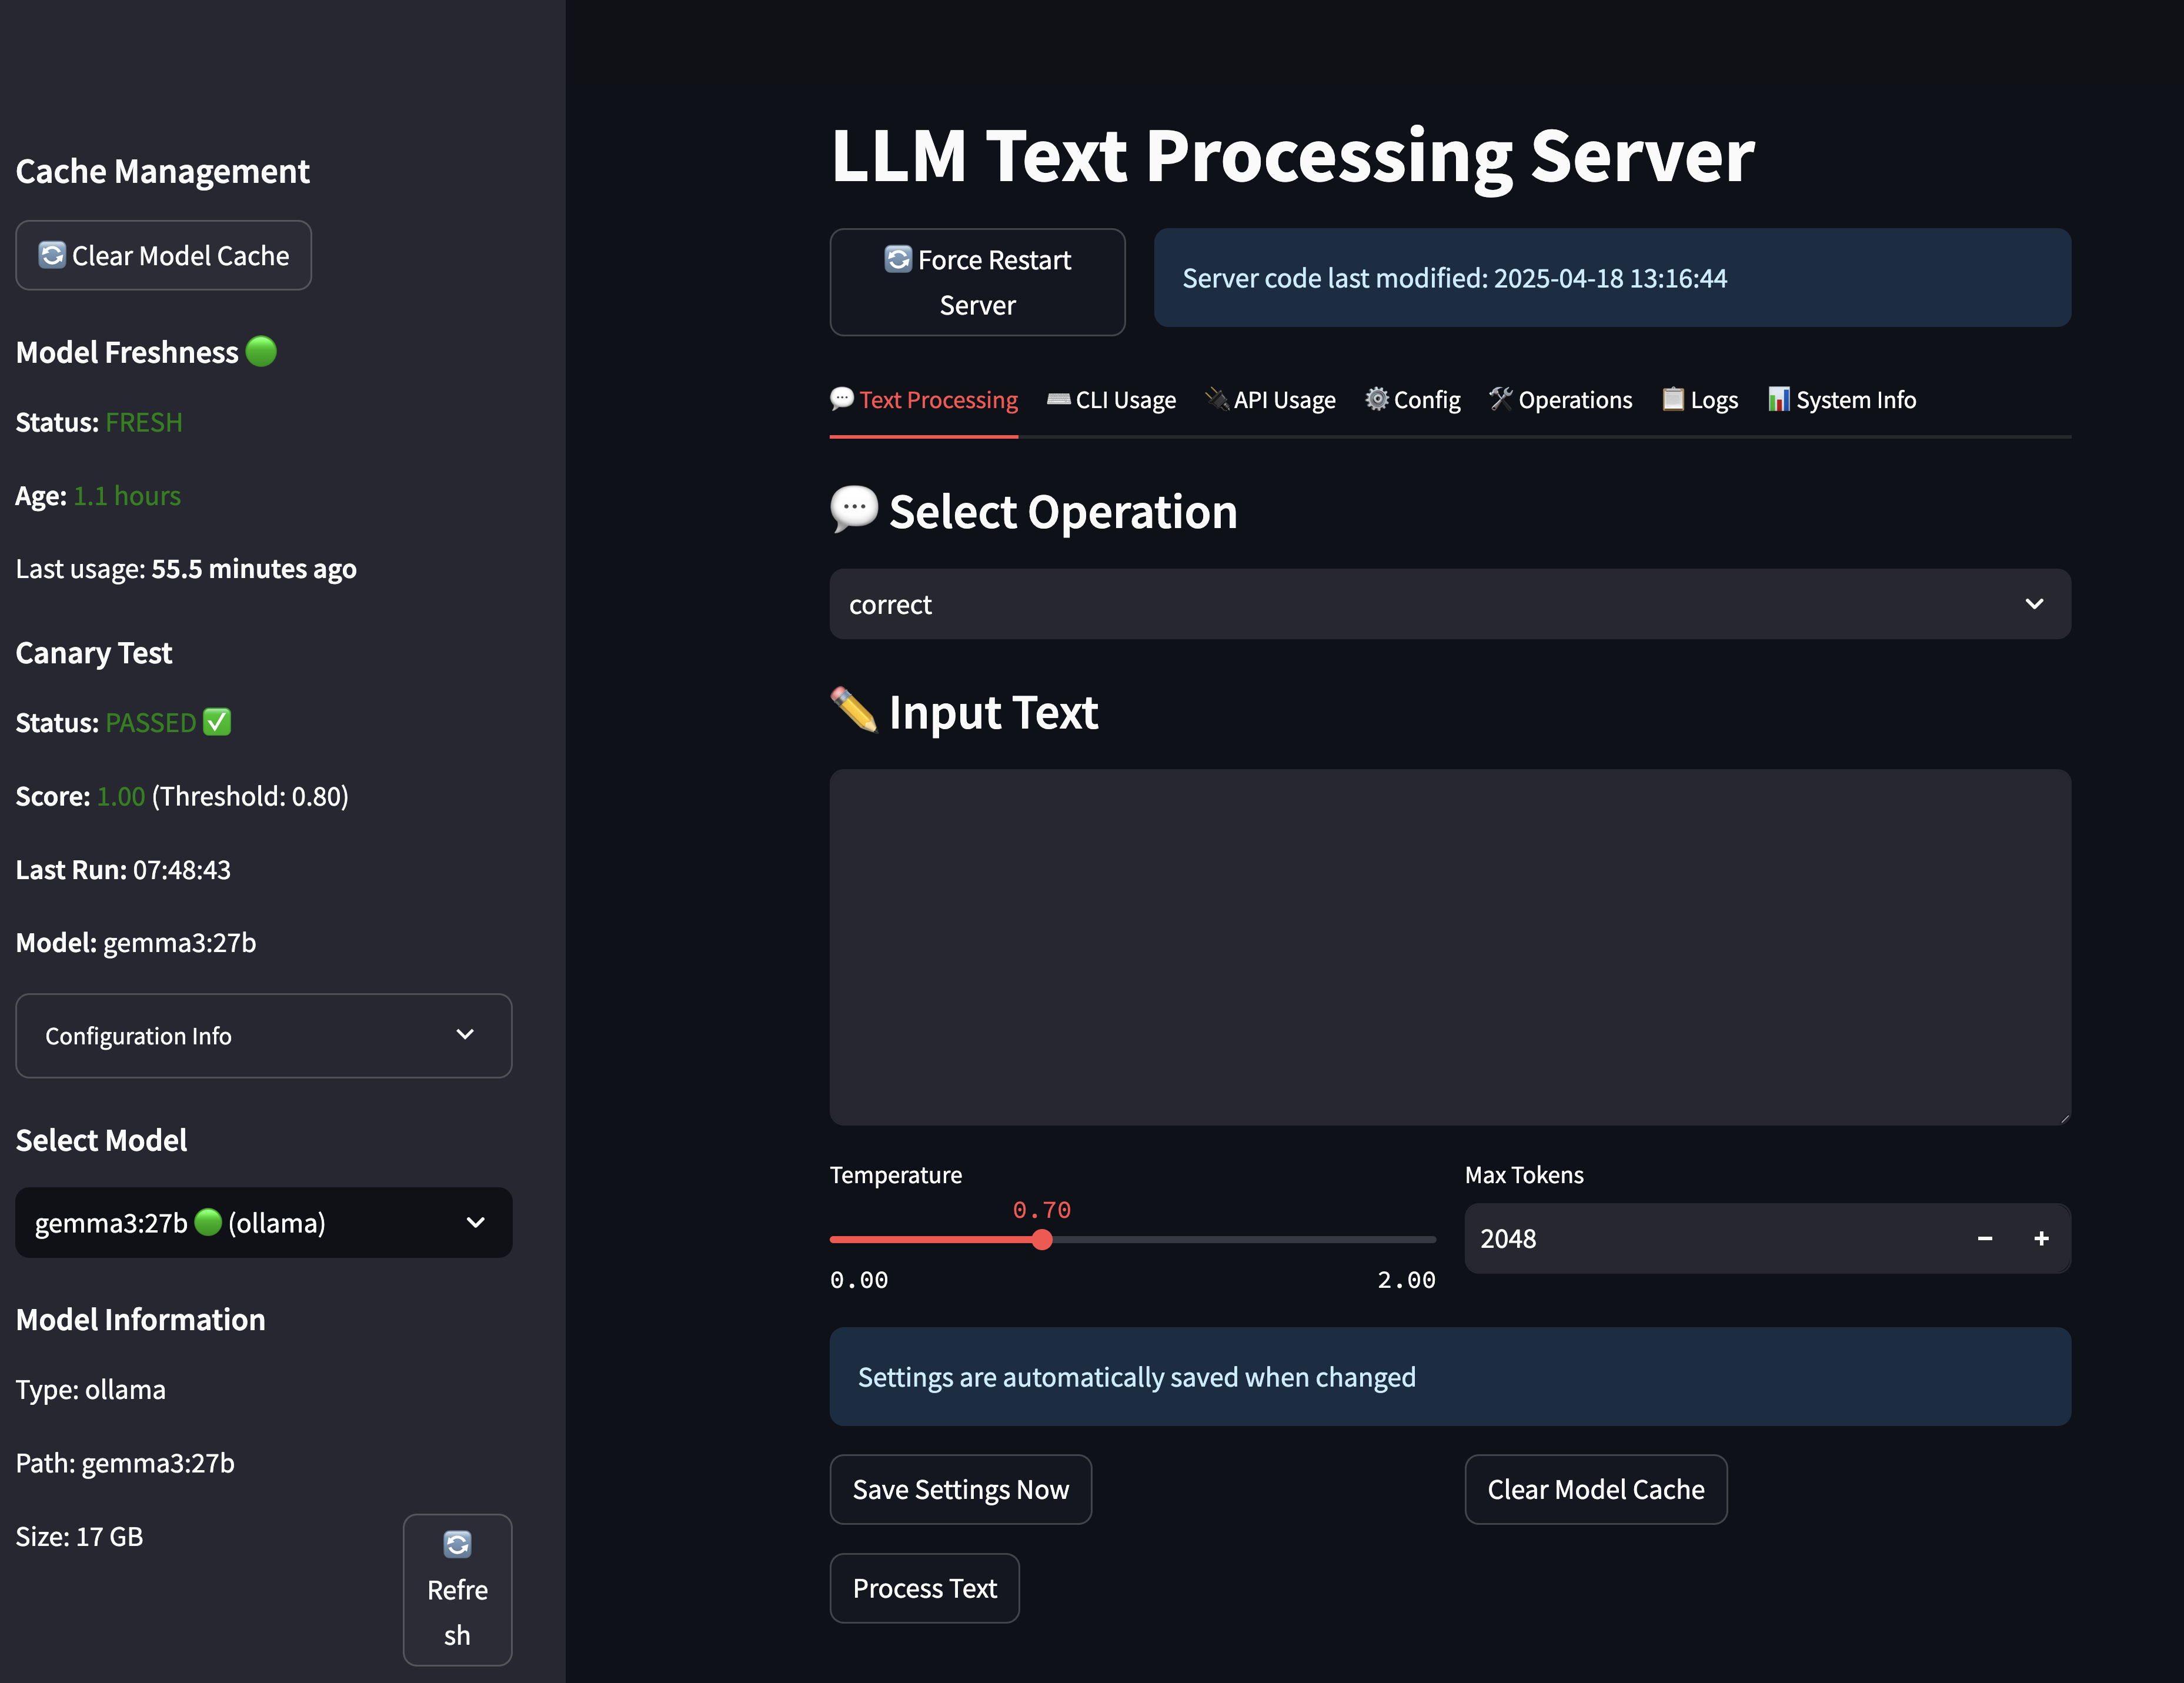 Cache Management
🔄 Clear Model Cache
Model Freshness 🟢
Status: FRESH
Age: 1.1 hours
Last usage: 55.5 minutes ago
Canary Test
Status: PASSED ✅
Score: 1.00 (Threshold: 0.80)
Last Run: 07:48:43
Model: gemma3:27b
Configuration Info
Select Model
gemma3:27b 🟢 (ollama)
Model Information
Type: ollama
Path: gemma3:27b
Size: 17 GB
🔄
Refre
sh
LLM Text Processing Server
🔄 Force Restart
Server
Server code last modified: 2025-04-18 13:16:44
💬 Text Processing ⌨️ CLI Usage 🔌 API Usage ⚙️ Config 🛠️ Operations 📋 Logs 📊 System Info
💬 Select Operation
correct
✏️ Input Text
Temperature
0.70
0.00 2.00
Max Tokens
2048 − +
Settings are automatically saved when changed
Save Settings Now
Clear Model Cache
Process Text